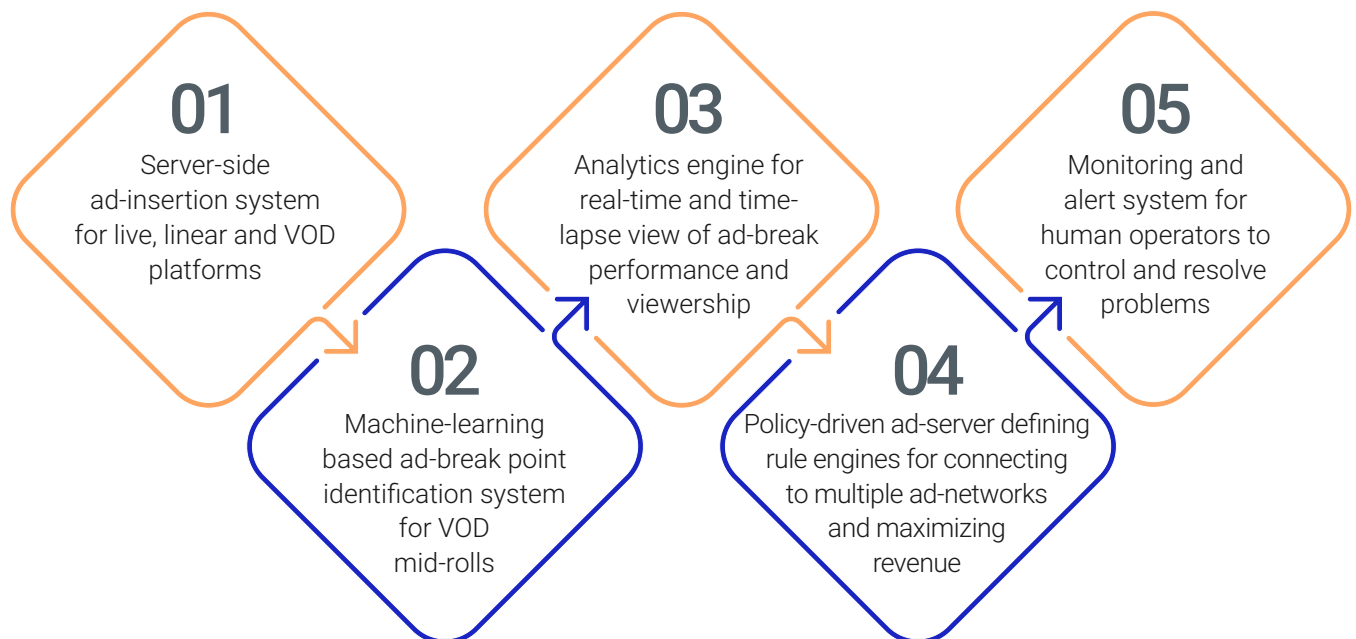 01
Server-side
ad-insertion system
for live, linear and VOD
platforms
02
Machine-learning
based ad-break point
identification system
for VOD
mid-rolls
03
Analytics engine for
real-time and time-
lapse view of ad-break
performance and
viewership
04
Policy-driven ad-server defining
rule engines for connecting
to multiple ad-networks
and maximizing
revenue
05
Monitoring and
alert system for
human operators to
control and resolve
problems